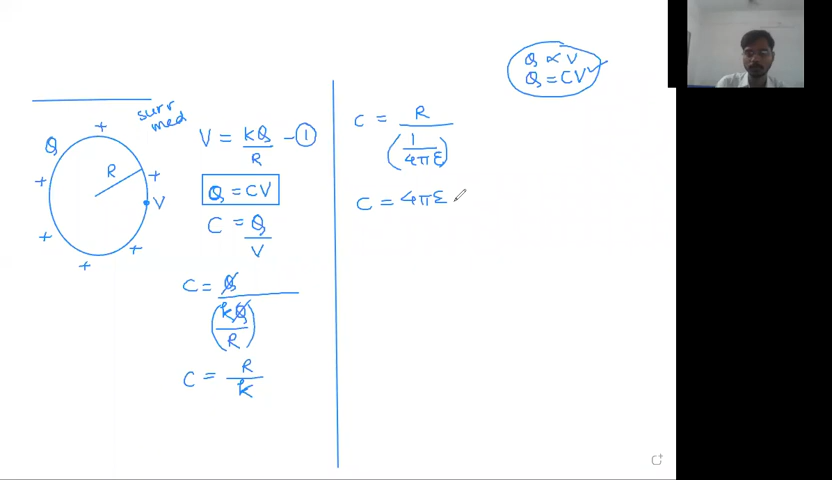 Q ∝ V
Q = CV
surr
med
Q
R
V
V = kQ/R —①
Q = CV
C = Q/V
C = Q/(kQ/R)
C = R/k
C = R/(1/4πε)
C = 4πε